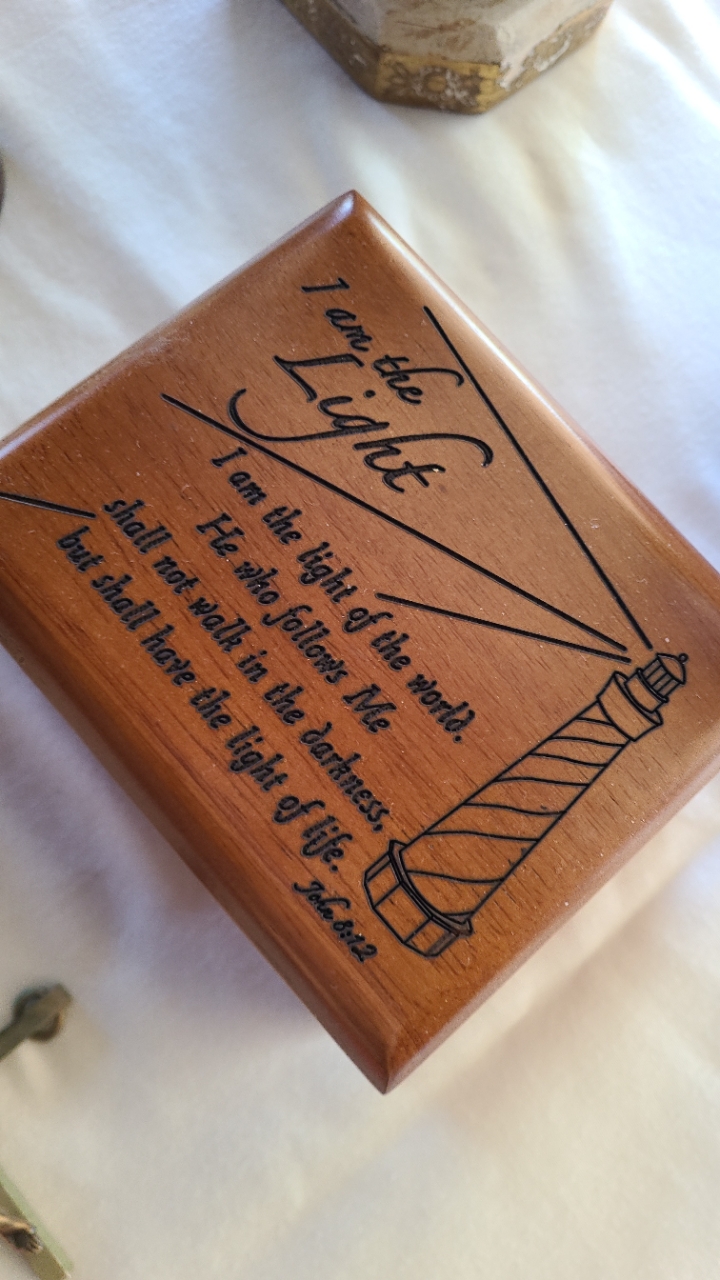 I am the
Light
I am the light of the world.
He who follows Me
shall not walk in the darkness,
but shall have the light of life.
John 8:12